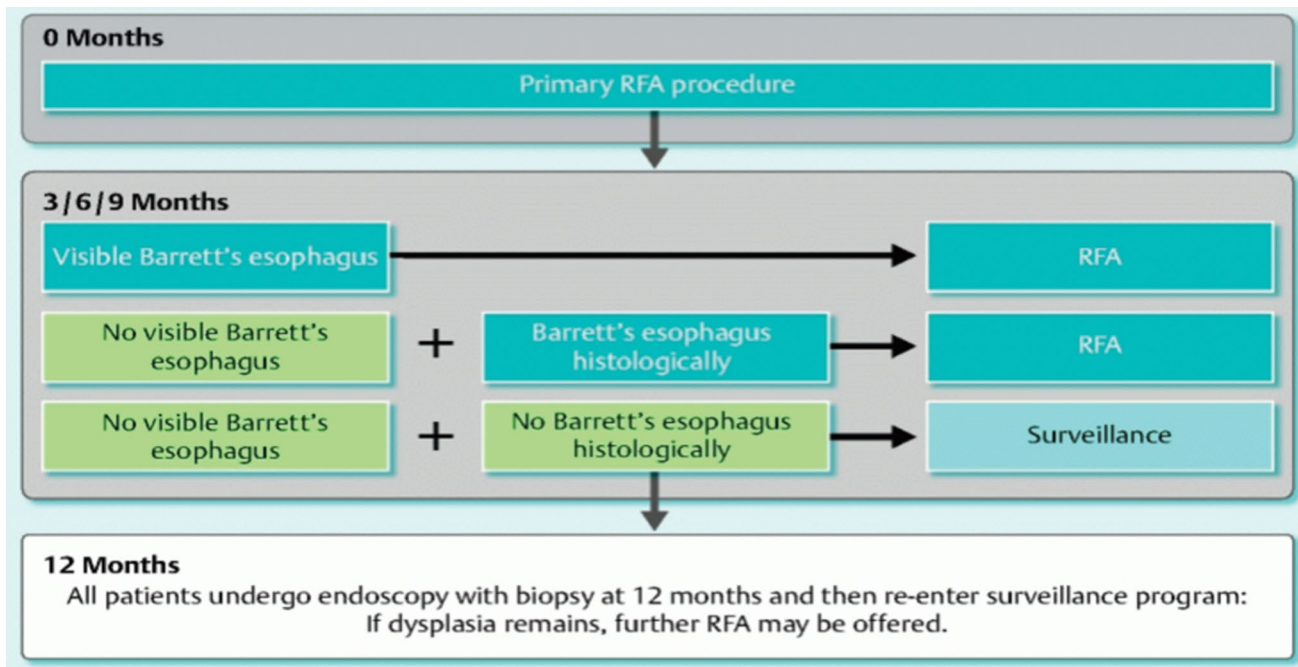 0 Months
Primary RFA procedure
3/6/9 Months
Visible Barrett's esophagus
RFA
No visible Barrett's
esophagus
+
Barrett's esophagus
histologically
RFA
No visible Barrett's
esophagus
+
No Barrett's esophagus
histologically
Surveillance
12 Months
All patients undergo endoscopy with biopsy at 12 months and then re-enter surveillance program:
If dysplasia remains, further RFA may be offered.